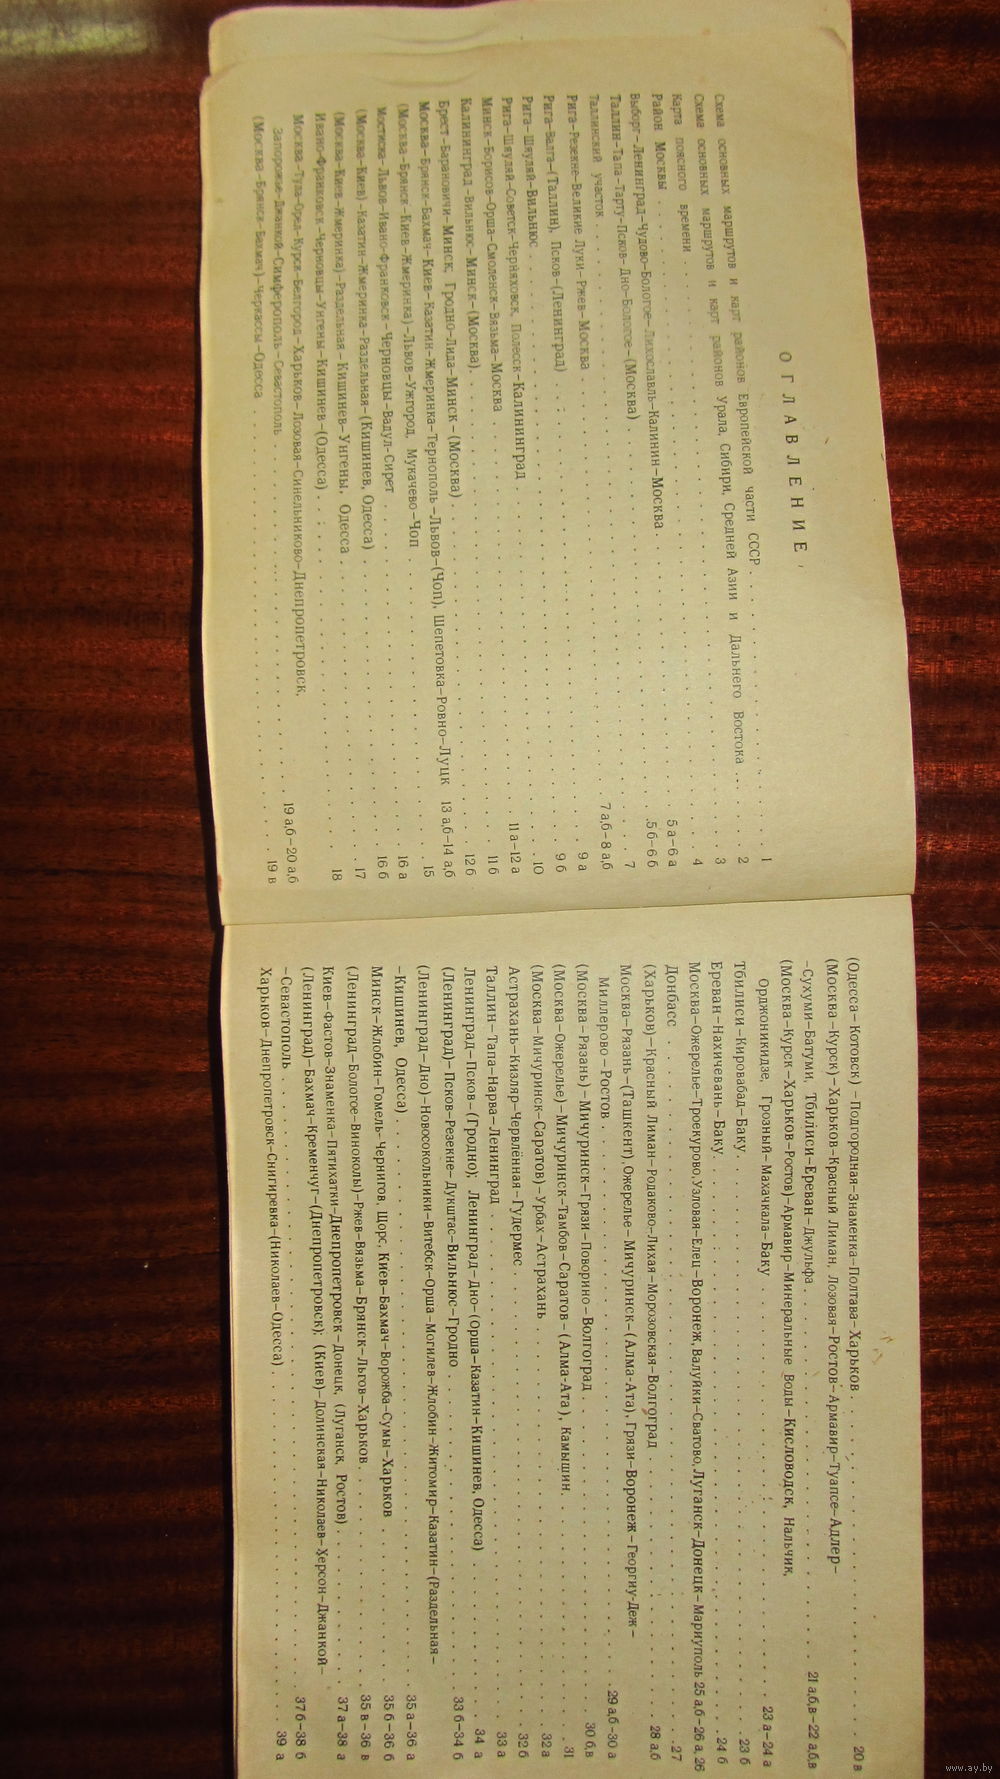 ОГЛАВЛЕНИЕ
Схема основных маршрутов и карт районов Европейской части СССР . . . 1
Схема основных маршрутов и карт районов Урала, Сибири, Средней Азии и Дальнего Востока . . . 2
Карта поясного времени . . . 3
Район Москвы . . . 4
Выборг–Ленинград–Чудово–Бологое–Лихославль–Калинин–Москва . . . 5 а–6 а
Таллин–Тапа–Тарту–Псков–Дно–Бологое–(Москва) . . . 5 б–6 б
Таллинский участок . . . 7
Рига–Режкне–Великие Луки–Ржев–Москва . . . 7 а,б–8 а,б
Рига–Валга–(Таллин), Псков–(Ленинград) . . . 9 а
Рига–Шяуляй–Вильнюс . . . 9 б
Рига–Шяуляй–Советск–Черняховск, Полесск–Калининград . . . 10
Минск–Борисов–Орша–Смоленск–Вязьма–Москва . . . 11 а–12 а
Калининград–Вильнюс–Минск–(Москва) . . . 11 б
Брест–Барановичи–Минск, Гродно–Лида–Минск–(Москва) . . . 12 б
Москва–Брянск–Бахмач–Киев–Казатин–Жмеринка–Тернополь–Львов–(Чоп), Шепетовка–Ровно–Луцк 13 а,б–14 а,б
(Москва–Брянск–Киев–Жмеринка)–Львов–Ужгород, Мукачево–Чоп . . . 15
Мостиска–Львов–Ивано-Франковск–Черновцы–Вадул-Сирет . . . 16 а
(Москва–Киев)–Казатин–Жмеринка–Раздельная–(Кишинев, Одесса) . . . 16 б
(Москва–Киев–Жмеринка)–Раздельная–Кишинев–Унгены, Одесса . . . 17
Ивано-Франковск–Черновцы–Унгены–Кишинев–(Одесса) . . . 18
Москва–Тула–Орел–Курск–Белгород–Харьков–Лозовая–Синельниково–Днепропетровск,
Запорожье–Джанкой–Симферополь–Севастополь . . . 19 а,б–20 а,б
(Москва–Брянск–Бахмач)–Черкассы–Одесса . . . 19 в
(Одесса–Котовск)–Подгородная–Знаменка–Полтава–Харьков . . . 20 в
(Москва–Курск)–Харьков–Красный Лиман, Лозовая–Ростов–Армавир–Туапсе–Адлер–
–Сухуми–Батуми, Тбилиси–Ереван–Джульфа . . . 21 а,б,в–22 а,б,в
(Москва–Курск–Харьков–Ростов)–Армавир–Минеральные Воды–Кисловодск, Нальчик,
Орджоникидзе, Грозный–Махачкала–Баку . . . 23 а–24 а
Тбилиси–Кировабад–Баку . . . 23 б
Ереван–Нахичевань–Баку . . . 24 б
Москва–Ожерелье–Троекурово, Узловая–Елец–Воронеж, Валуйки–Сватово, Луганск–Донецк–Мариуполь 25 а,б–26 а, 26
Донбасс . . . 27
(Харьков)–Красный Лиман–Родаково–Лихая–Морозовская–Волгоград . . . 28 а,б
Москва–Рязань–(Ташкент), Ожерелье–Мичуринск–(Алма-Ата), Грязи–Воронеж–Георгиу-Деж–
Миллерово–Ростов . . . 29 а,б–30 а
(Москва–Рязань)–Мичуринск–Грязи–Поворино–Волгоград . . . 30 б,в
(Москва–Ожерелье)–Мичуринск–Тамбов–Саратов–(Алма-Ата), Камышин . . . 31
(Москва–Мичуринск–Саратов)–Урбах–Астрахань . . . 32 а
Астрахань–Кизляр–Червлённая–Гудермес . . . 32 б
Таллин–Тапа–Нарва–Ленинград . . . 33 а
Ленинград–Псков–(Гродно); Ленинград–Дно–(Орша–Казатин–Кишинев, Одесса) . . . 34 а
(Ленинград)–Псков–Резекне–Дукштас–Вильнюс–Гродно . . . 33 б–34 б
(Ленинград–Дно)–Новосокольники–Витебск–Орша–Могилев–Жлобин–Житомир–Казатин–(Раздельная–
–Кишинев, Одесса) . . . 35 а–36 а
Минск–Жлобин–Гомель–Чернигов, Щорс, Киев–Бахмач–Ворожба–Сумы–Харьков . . . 35 б–36 б
(Ленинград–Бологое–Виноколы)–Ржев–Вязьма–Брянск–Льгов–Харьков . . . 35 в–36 в
Киев–Фастов–Знаменка–Пятихатки–Днепропетровск–Донецк, (Луганск, Ростов) . . . 37 а–38 а
(Ленинград)–Бахмач–Кременчуг–(Днепропетровск); (Киев)–Долинская–Николаев–Херсон–Джанкой–
–Севастополь . . . 37 б–38 б
Харьков–Днепропетровск–Снигиревка–(Николаев–Одесса) . . . 39 а
www.ay.by